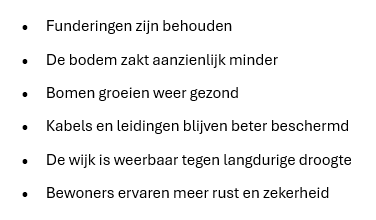 • Funderingen zijn behouden
• De bodem zakt aanzienlijk minder
• Bomen groeien weer gezond
• Kabels en leidingen blijven beter beschermd
• De wijk is weerbaar tegen langdurige droogte
• Bewoners ervaren meer rust en zekerheid